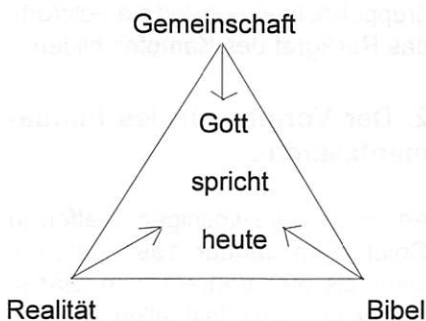 Gemeinschaft
Gott
spricht
heute
Realität
Bibel